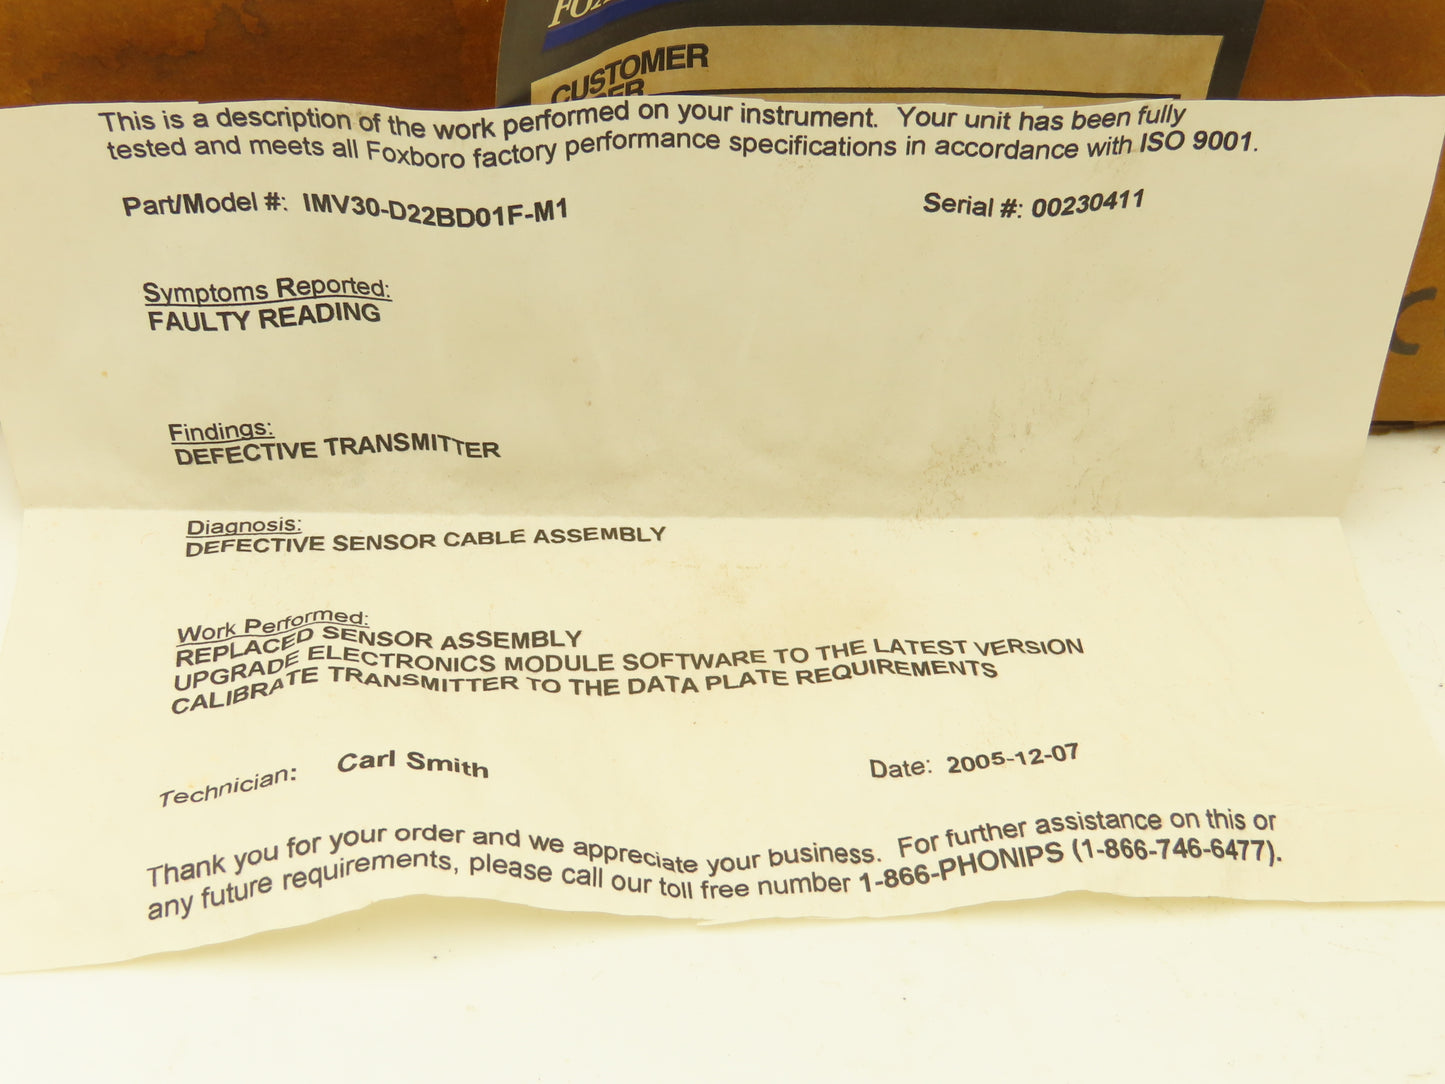 CUSTOMER
This is a description of the work performed on your instrument. Your unit has been fully
tested and meets all Foxboro factory performance specifications in accordance with ISO 9001.
Part/Model #: IMV30-D22BD01F-M1 Serial #: 00230411
Symptoms Reported:
FAULTY READING
Findings:
DEFECTIVE TRANSMITTER
Diagnosis:
DEFECTIVE SENSOR CABLE ASSEMBLY
Work Performed:
REPLACED SENSOR ASSEMBLY
UPGRADE ELECTRONICS MODULE SOFTWARE TO THE LATEST VERSION
CALIBRATE TRANSMITTER TO THE DATA PLATE REQUIREMENTS
Technician: Carl Smith Date: 2005-12-07
Thank you for your order and we appreciate your business. For further assistance on this or
any future requirements, please call our toll free number 1-866-PHONIPS (1-866-746-6477).